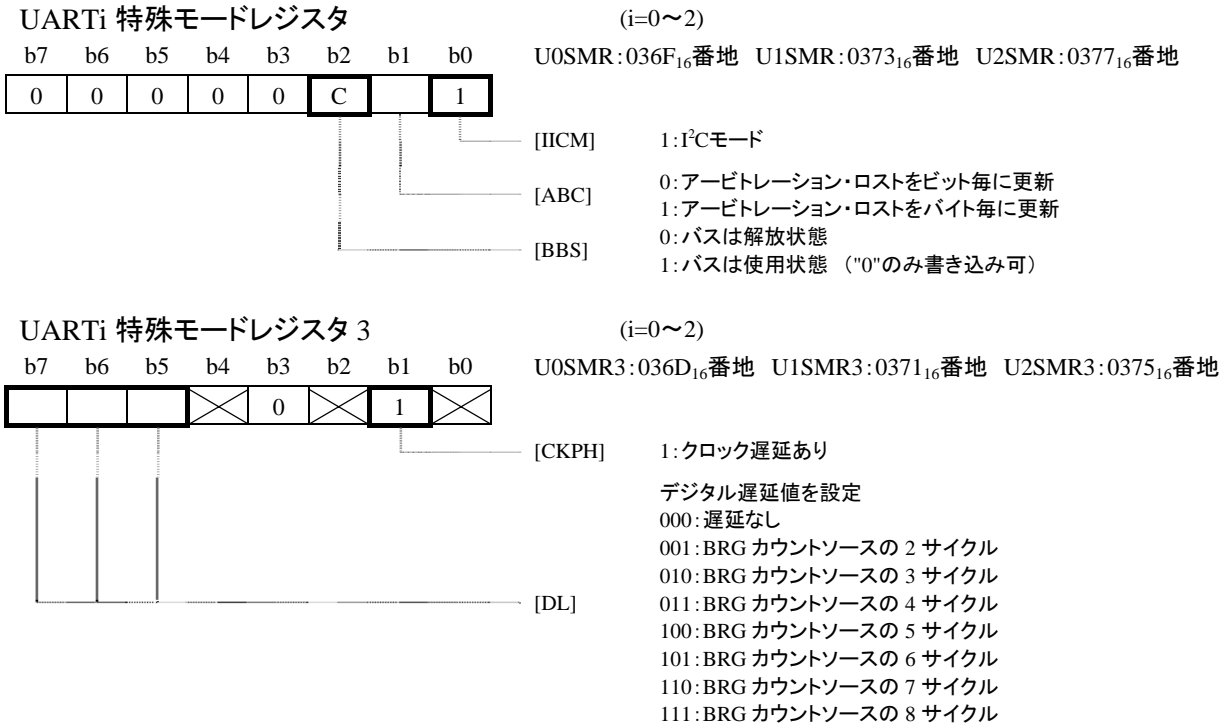 UARTi 特殊モードレジスタ (i=0～2)
b7 b6 b5 b4 b3 b2 b1 b0 U0SMR:036F16番地 U1SMR:037316番地 U2SMR:037716番地
0 0 0 0 0 C 1
[IICM] 1:I2Cモード
[ABC] 0:アービトレーション・ロストをビット毎に更新
1:アービトレーション・ロストをバイト毎に更新
[BBS] 0:バスは解放状態
1:バスは使用状態 ("0"のみ書き込み可)
UARTi 特殊モードレジスタ 3 (i=0～2)
b7 b6 b5 b4 b3 b2 b1 b0 U0SMR3:036D16番地 U1SMR3:037116番地 U2SMR3:037516番地
0 1
[CKPH] 1:クロック遅延あり
デジタル遅延値を設定
000:遅延なし
001:BRG カウントソースの 2 サイクル
010:BRG カウントソースの 3 サイクル
[DL] 011:BRG カウントソースの 4 サイクル
100:BRG カウントソースの 5 サイクル
101:BRG カウントソースの 6 サイクル
110:BRG カウントソースの 7 サイクル
111:BRG カウントソースの 8 サイクル